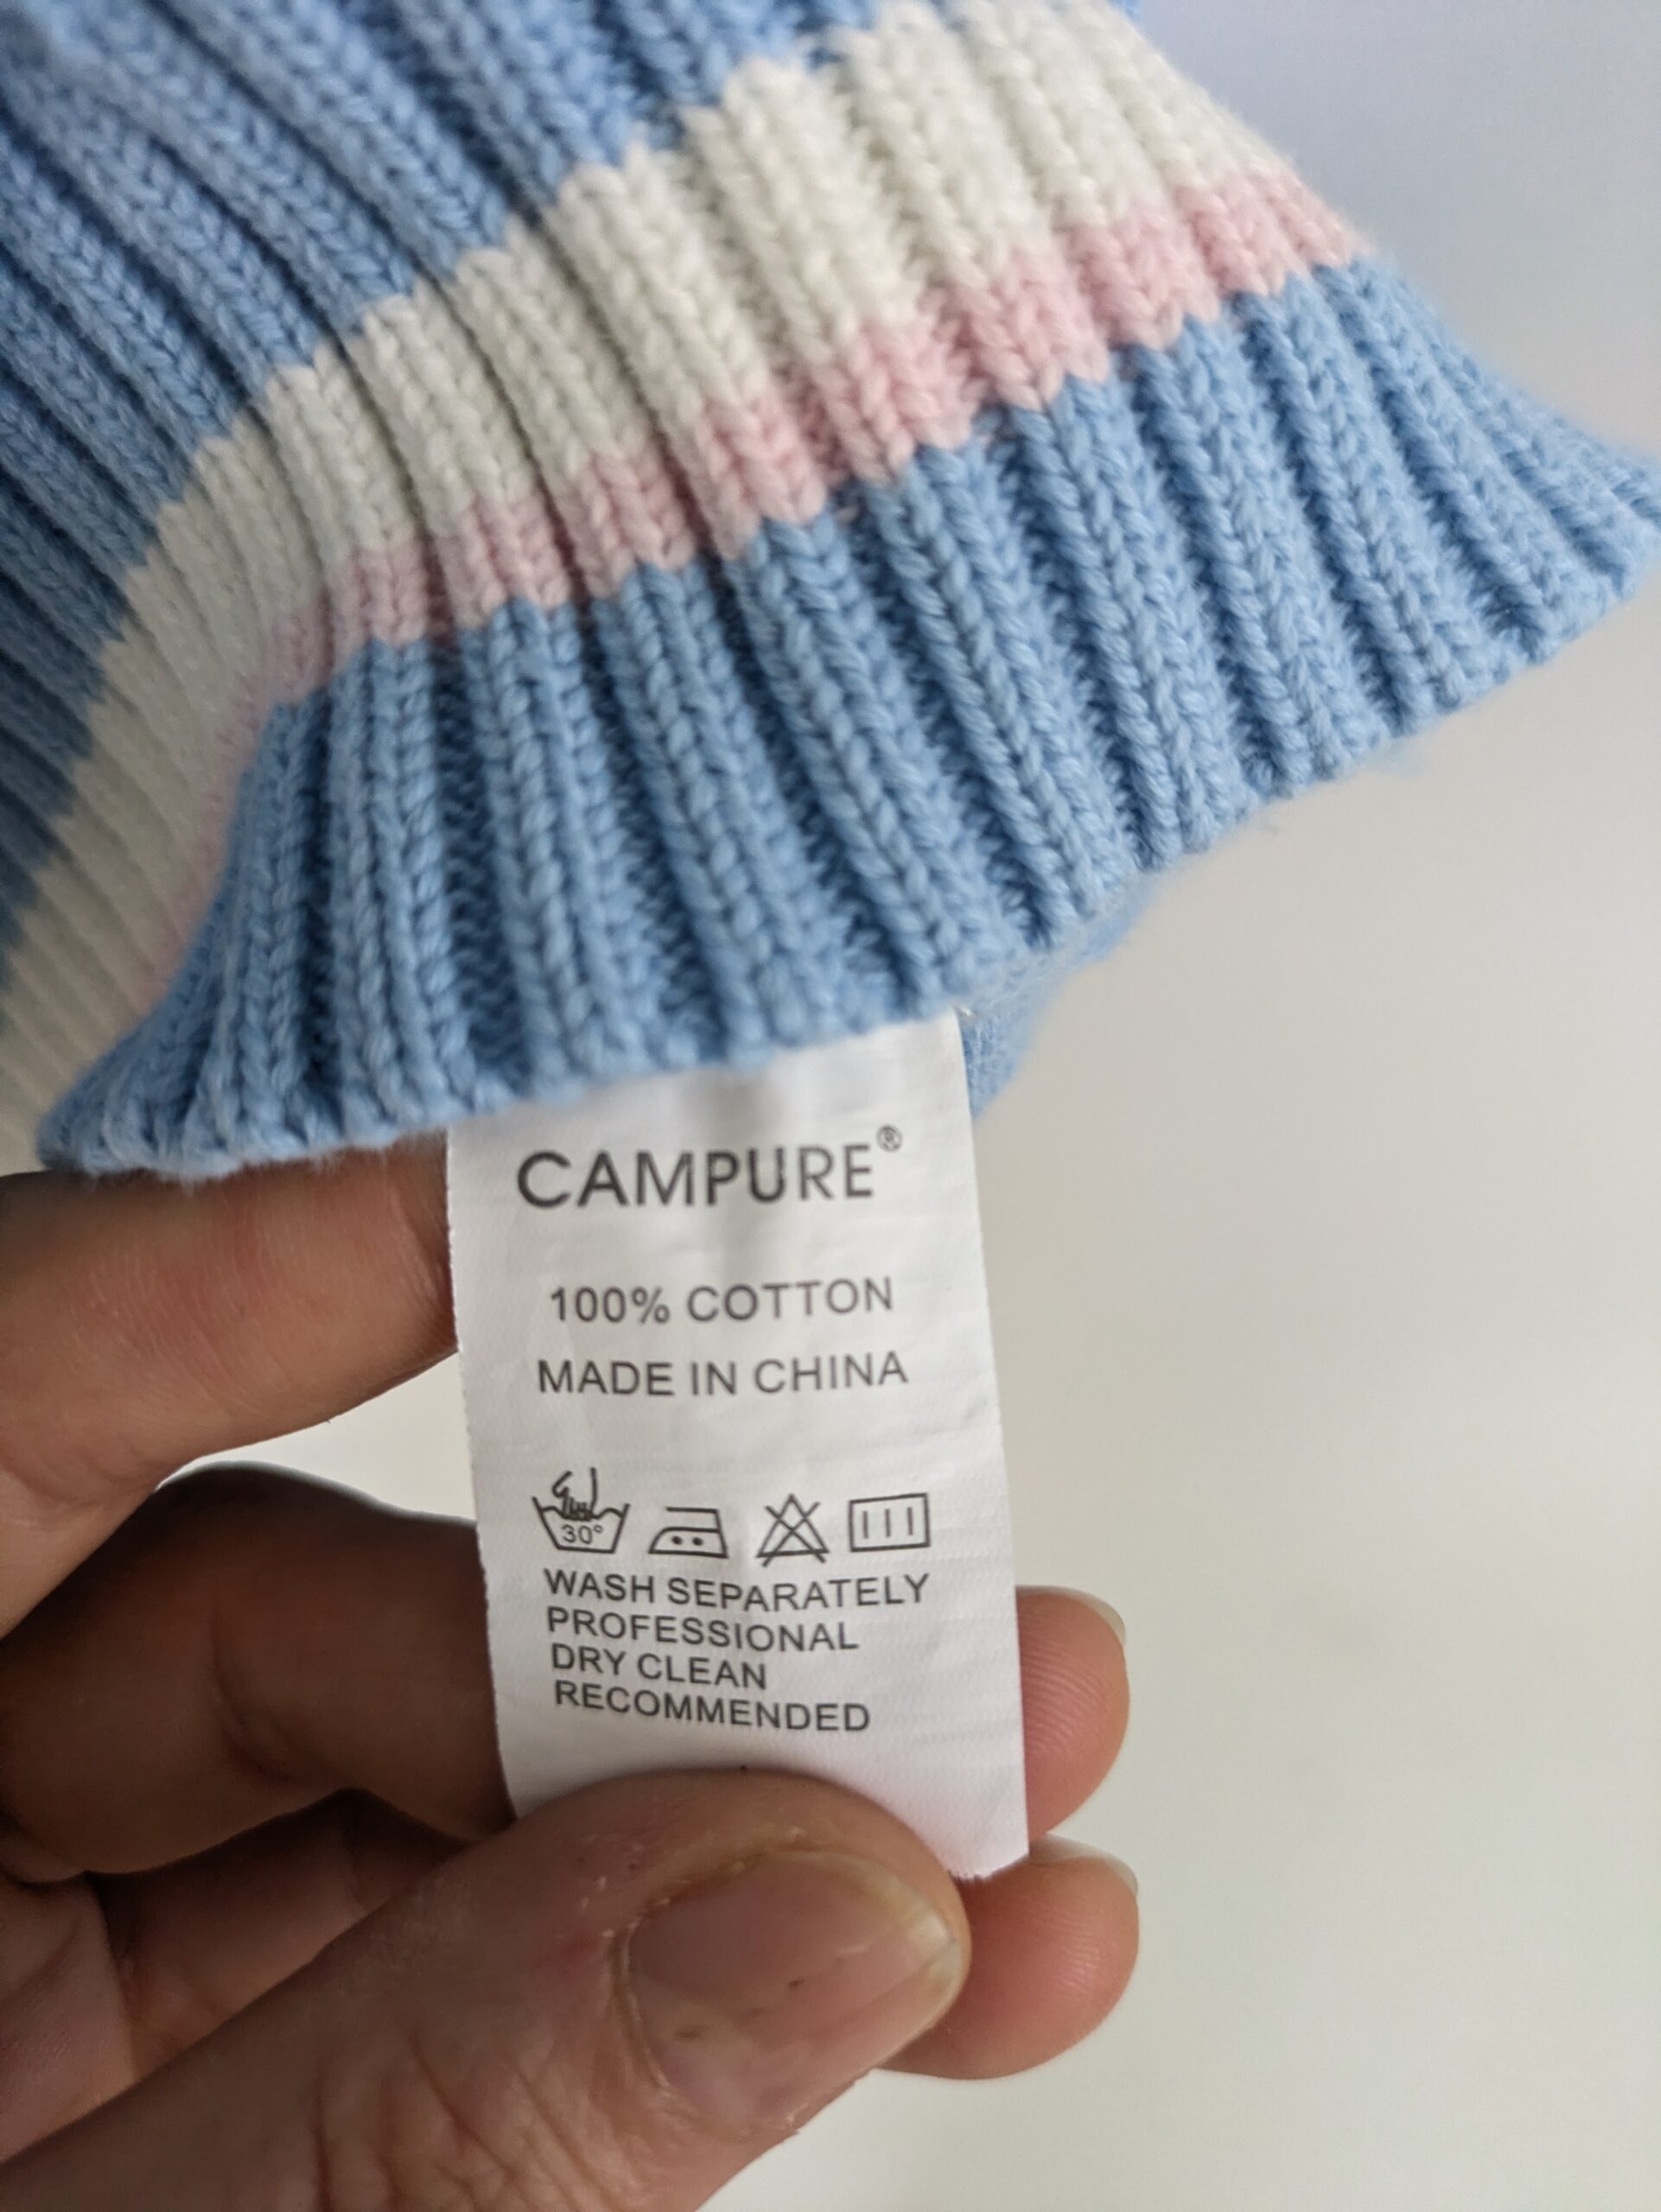 CAMPURE®
100% COTTON
MADE IN CHINA
30°
WASH SEPARATELY
PROFESSIONAL
DRY CLEAN
RECOMMENDED